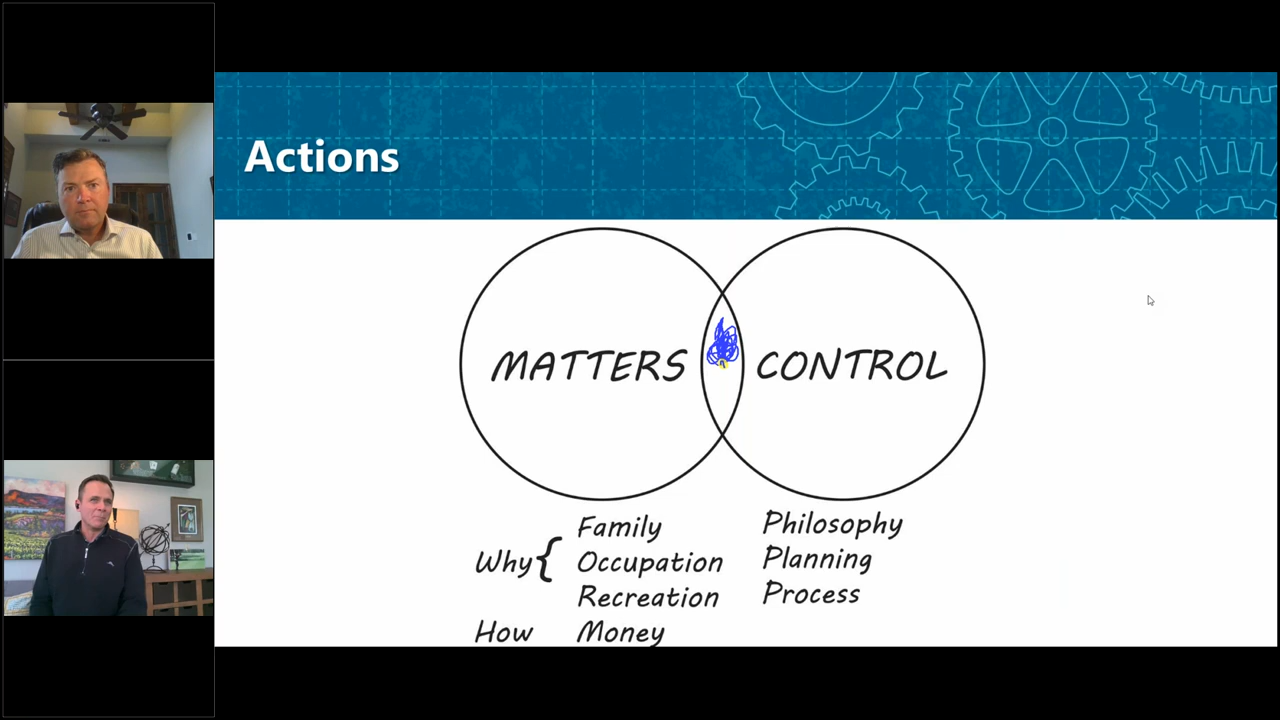 Actions
MATTERS CONTROL
Family Philosophy
Why { Occupation Planning
Recreation Process
How Money